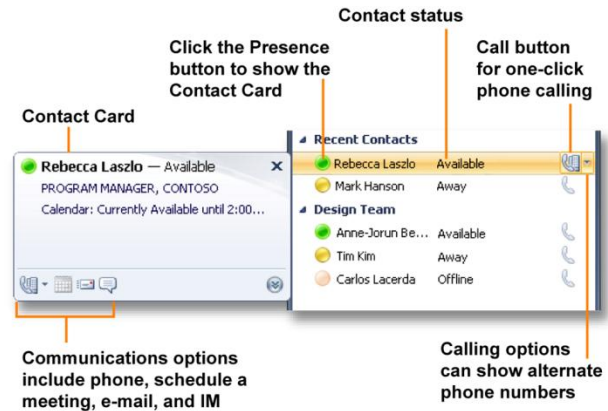 Contact status
Click the Presence
button to show the
Contact Card
Call button
for one-click
phone calling
Contact Card
Rebecca Laszlo — Available
PROGRAM MANAGER, CONTOSO
Calendar: Currently Available until 2:00...
Recent Contacts
Rebecca Laszlo Available
Mark Hanson Away
Design Team
Anne-Jorun Be... Available
Tim Kim Away
Carlos Lacerda Offline
Communications options
include phone, schedule a
meeting, e-mail, and IM
Calling options
can show alternate
phone numbers